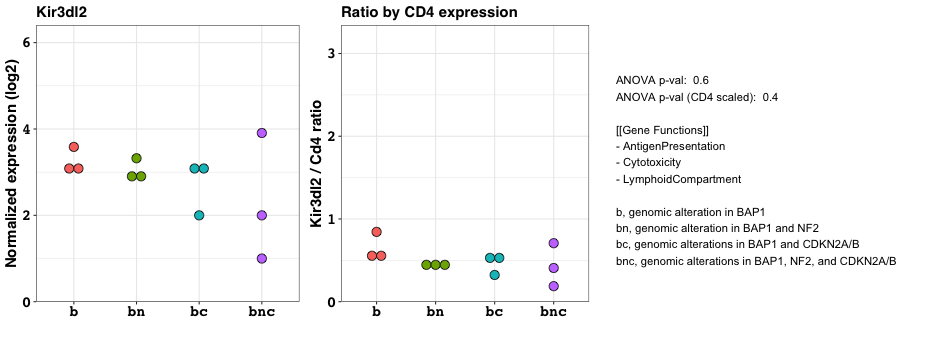 Kir3dl2
Normalized expression (log2)
6
4
2
0
b
bn
bc
bnc
Ratio by CD4 expression
Kir3dl2 / Cd4 ratio
3
2
1
0
b
bn
bc
bnc
ANOVA p-val:  0.6
ANOVA p-val (CD4 scaled):  0.4
[[Gene Functions]]
- AntigenPresentation
- Cytotoxicity
- LymphoidCompartment
b, genomic alteration in BAP1
bn, genomic alteration in BAP1 and NF2
bc, genomic alterations in BAP1 and CDKN2A/B
bnc, genomic alterations in BAP1, NF2, and CDKN2A/B